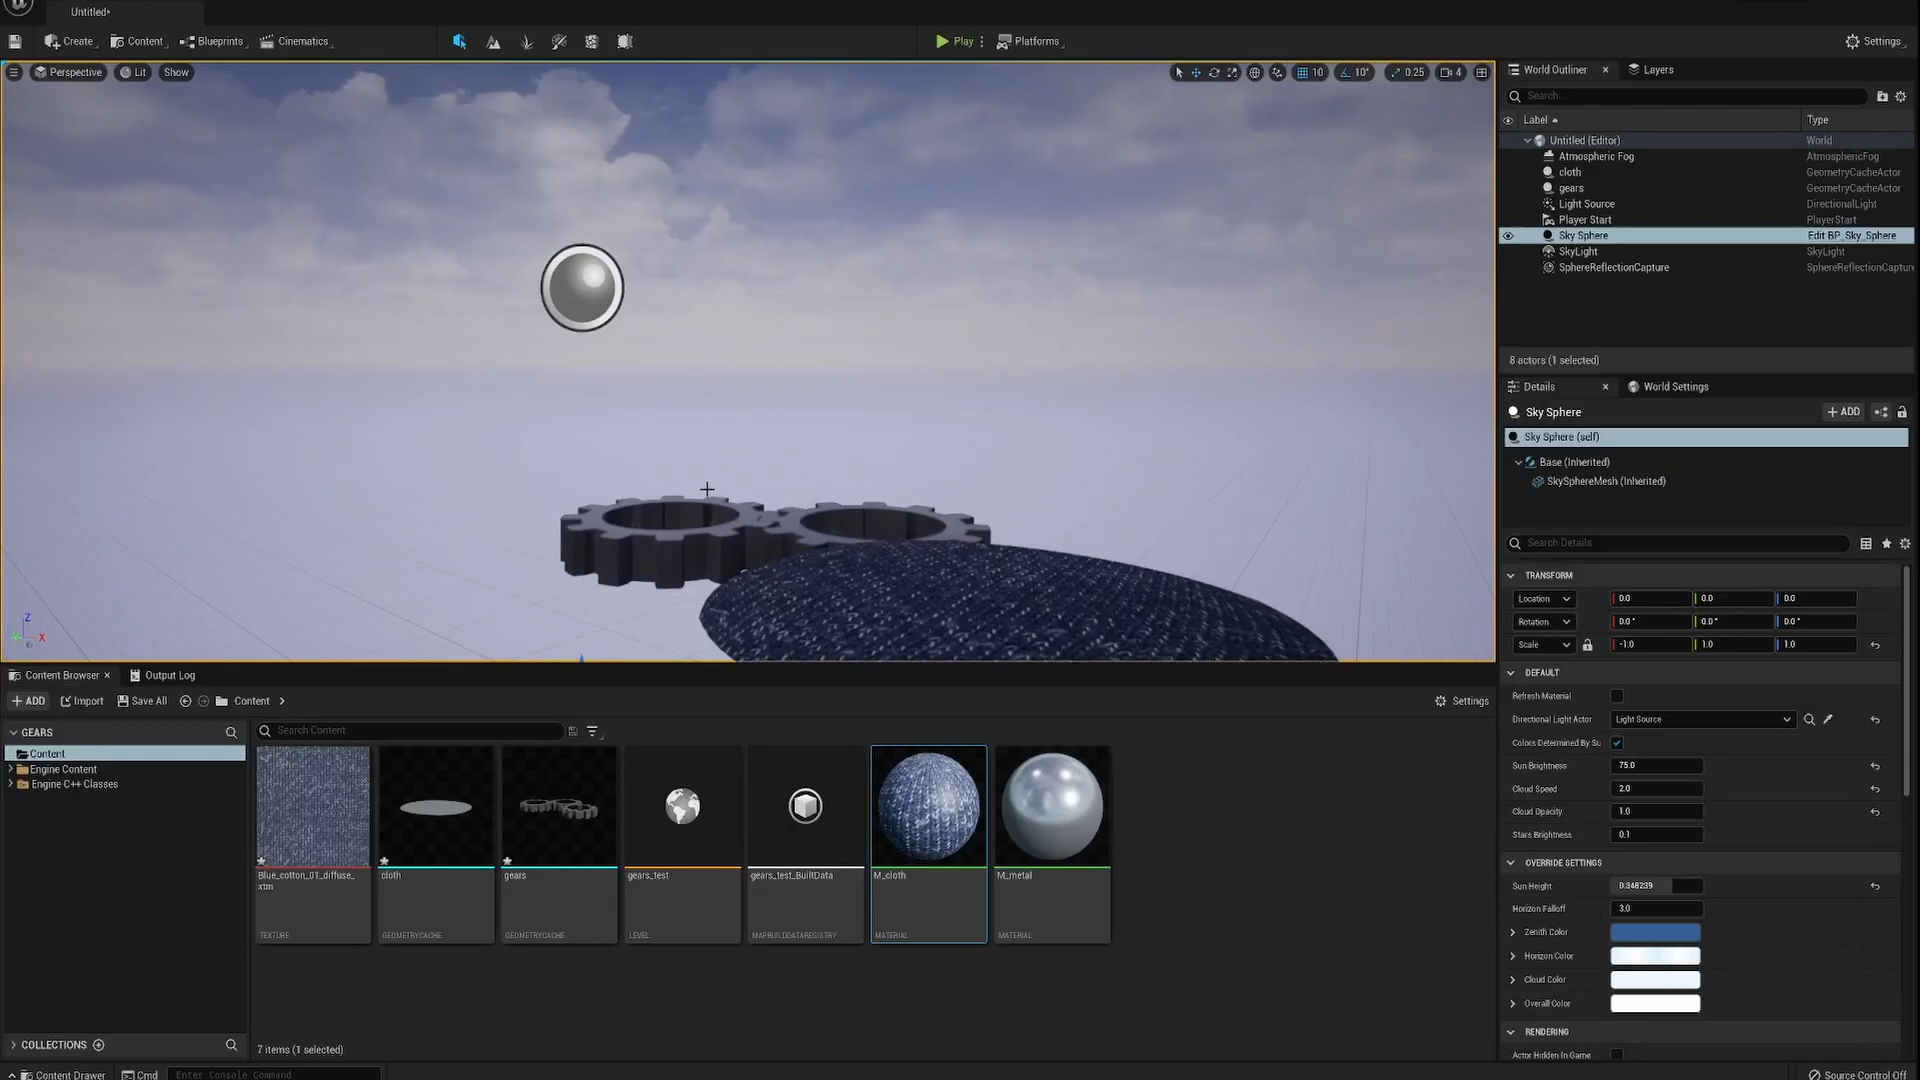 Untitled*
Create
Content
Blueprints
Cinematics
Play
Platforms
Settings
Perspective
Lit
Show
10
10°
0.25
4
World Outliner
Layers
Search...
Label
Type
Untitled (Editor)
World
Atmospheric Fog
AtmosphericFog
cloth
GeometryCacheActor
gears
GeometryCacheActor
Light Source
DirectionalLight
Player Start
PlayerStart
Sky Sphere
Edit BP_Sky_Sphere
SkyLight
SkyLight
SphereReflectionCapture
SphereReflectionCapture
8 actors (1 selected)
Details
World Settings
Sky Sphere
+ ADD
Sky Sphere (self)
Base (Inherited)
SkySphereMesh (Inherited)
Search Details
TRANSFORM
Location
0.0
0.0
0.0
Rotation
0.0°
0.0°
0.0°
Scale
-1.0
1.0
1.0
DEFAULT
Refresh Material
Directional Light Actor
Light Source
Colors Determined By Su
Sun Brightness
75.0
Cloud Speed
2.0
Cloud Opacity
1.0
Stars Brightness
0.1
OVERRIDE SETTINGS
Sun Height
0.348239
Horizon Falloff
3.0
Zenith Color
Horizon Color
Cloud Color
Overall Color
RENDERING
Actor Hidden In Game
Z
X
Content Browser
Output Log
+ ADD
Import
Save All
Content
Settings
GEARS
Content
Engine Content
Engine C++ Classes
Search Content
Blue_cotton_01_diffuse_
xtm
TEXTURE
cloth
GEOMETRYCACHE
gears
GEOMETRYCACHE
gears_test
LEVEL
gears_test_BuiltData
MAPBUILDDATAREGISTRY
M_cloth
MATERIAL
M_metal
MATERIAL
COLLECTIONS
7 items (1 selected)
Content Drawer
Cmd
Enter Console Command
Source Control Off